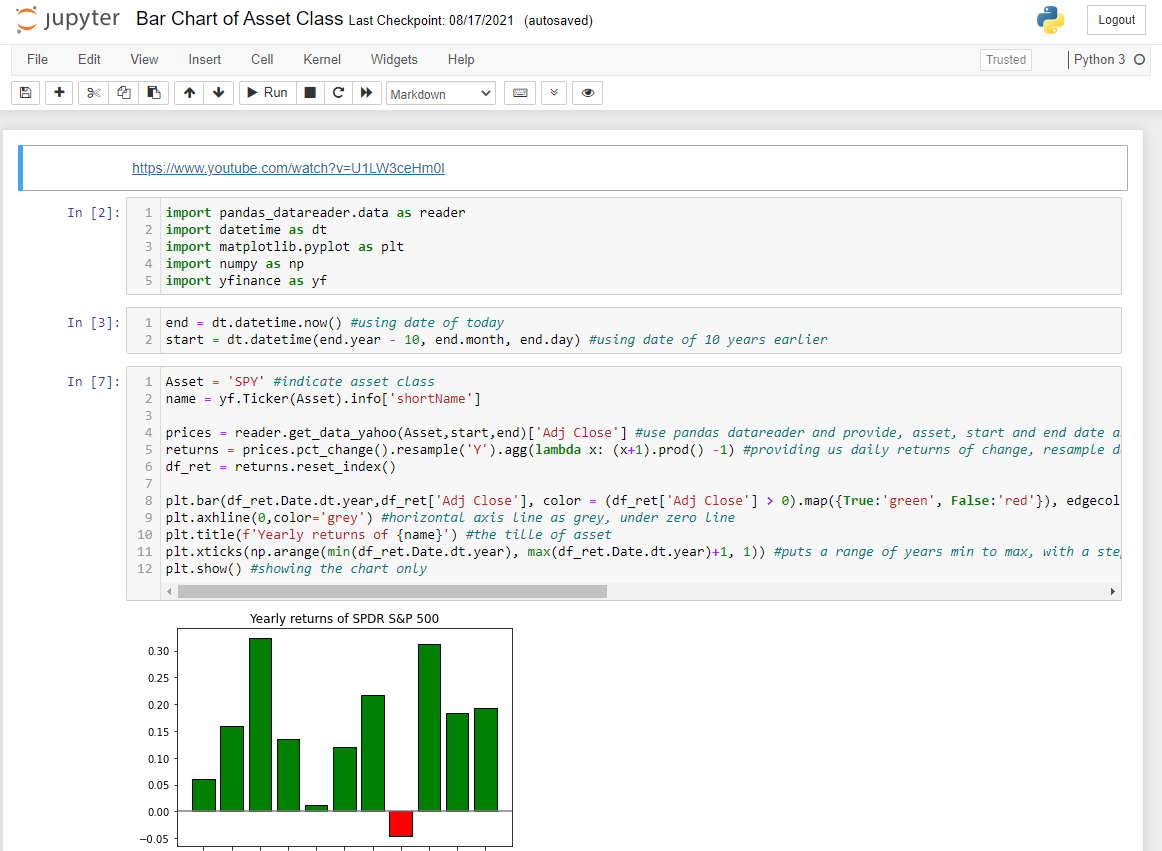 jupyter Bar Chart of Asset Class Last Checkpoint: 08/17/2021 (autosaved) Logout
File Edit View Insert Cell Kernel Widgets Help Trusted Python 3
Run Markdown
https://www.youtube.com/watch?v=U1LW3ceHm0I
In [2]:
1 import pandas_datareader.data as reader
2 import datetime as dt
3 import matplotlib.pyplot as plt
4 import numpy as np
5 import yfinance as yf
In [3]:
1 end = dt.datetime.now() #using date of today
2 start = dt.datetime(end.year - 10, end.month, end.day) #using date of 10 years earlier
In [7]:
1 Asset = 'SPY' #indicate asset class
2 name = yf.Ticker(Asset).info['shortName']
3
4 prices = reader.get_data_yahoo(Asset,start,end)['Adj Close'] #use pandas datareader and provide, asset, start and end date a
5 returns = prices.pct_change().resample('Y').agg(lambda x: (x+1).prod() -1) #providing us daily returns of change, resample d
6 df_ret = returns.reset_index()
7
8 plt.bar(df_ret.Date.dt.year,df_ret['Adj Close'], color = (df_ret['Adj Close'] > 0).map({True:'green', False:'red'}), edgecol
9 plt.axhline(0,color='grey') #horizontal axis line as grey, under zero line
10 plt.title(f'Yearly returns of {name}') #the tille of asset
11 plt.xticks(np.arange(min(df_ret.Date.dt.year), max(df_ret.Date.dt.year)+1, 1)) #puts a range of years min to max, with a ste
12 plt.show() #showing the chart only
Yearly returns of SPDR S&P 500
0.30
0.25
0.20
0.15
0.10
0.05
0.00
−0.05